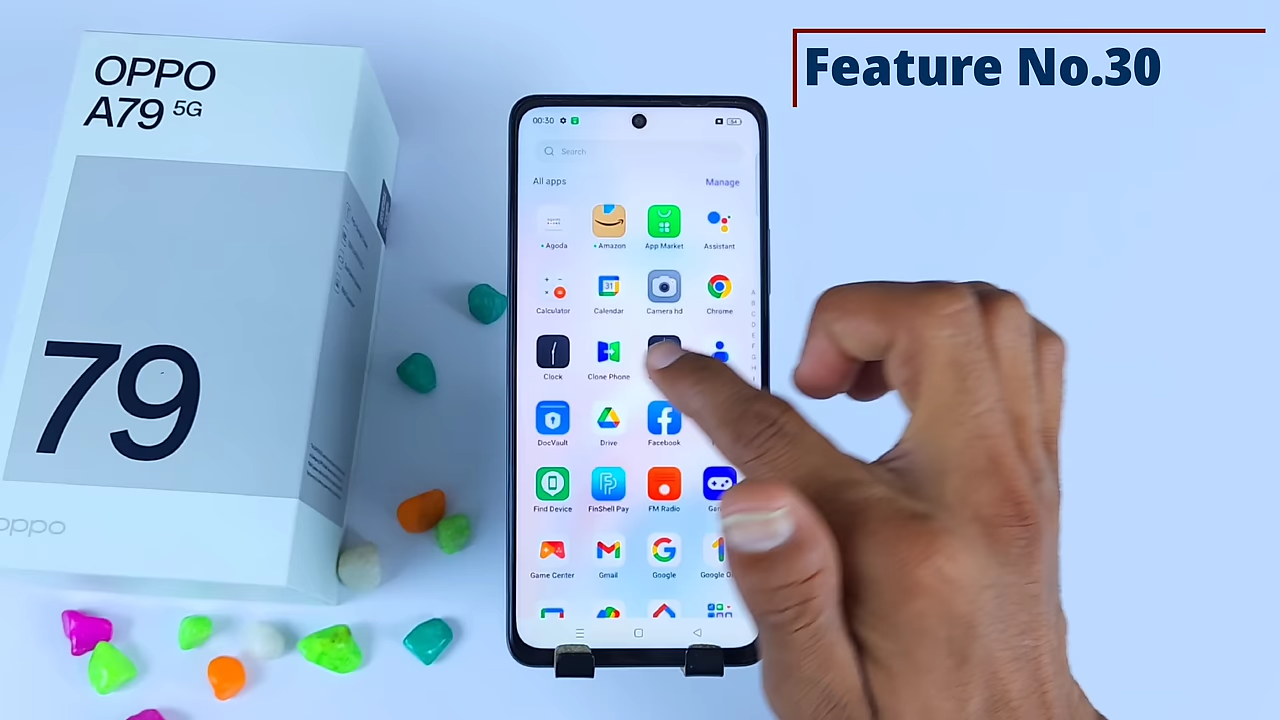 Feature No.30
OPPO
A79 5G
79
oppo
00:30
54
Search
All apps
Manage
Agoda
Amazon
App Market
Assistant
Calculator
31
Calendar
Camera hd
Chrome
Clock
Clone Phone
DocVault
Drive
Facebook
Find Device
FinShell Pay
FM Radio
Game Center
Gmail
Google